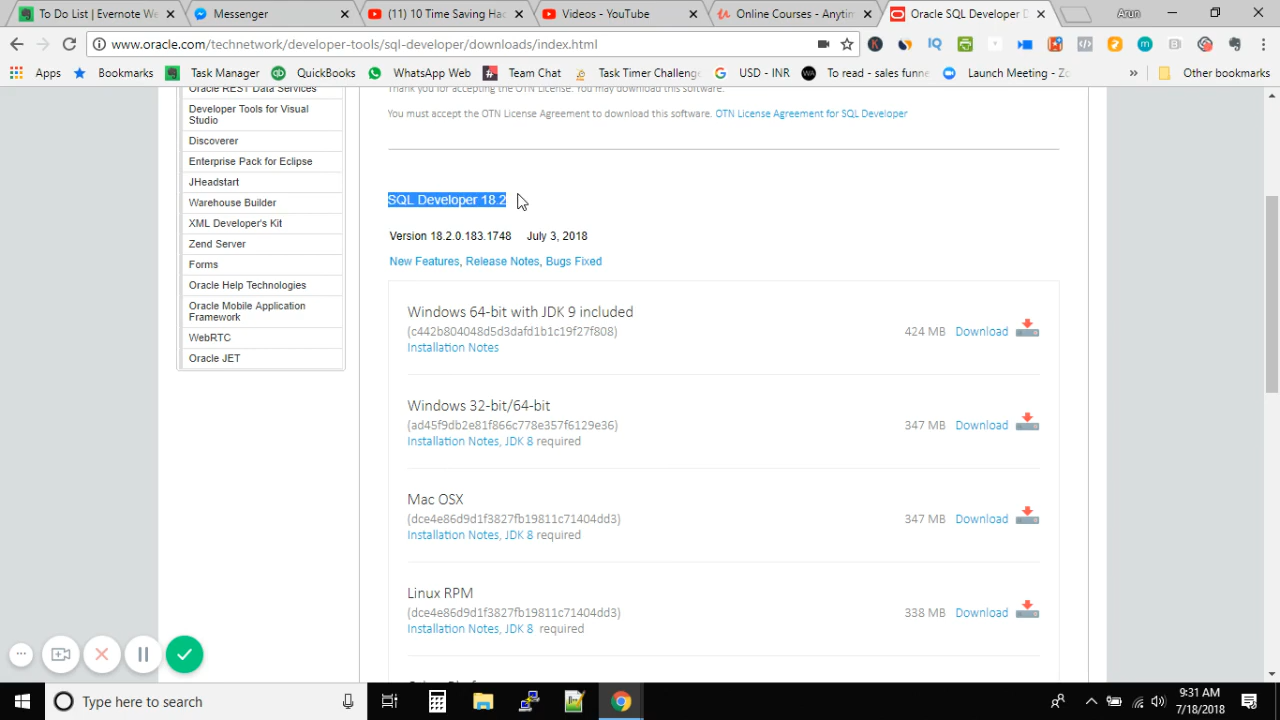 To Do List | Evernote We
Messenger
(11) 10 Time Saving Hac
Videos - YouTube
Online Courses - Anytim
Oracle SQL Developer D
Arun
www.oracle.com/technetwork/developer-tools/sql-developer/downloads/index.html
Apps
Bookmarks
Task Manager
QuickBooks
WhatsApp Web
Team Chat
Task Timer Challenge
USD - INR
To read - sales funne
Launch Meeting - Zo
Other bookmarks
Oracle REST Data Services
Developer Tools for Visual
Studio
Discoverer
Enterprise Pack for Eclipse
JHeadstart
Warehouse Builder
XML Developer's Kit
Zend Server
Forms
Oracle Help Technologies
Oracle Mobile Application
Framework
WebRTC
Oracle JET
Thank you for accepting the OTN License. You may download this software.
You must accept the OTN License Agreement to download this software. OTN License Agreement for SQL Developer
SQL Developer 18.2
Version 18.2.0.183.1748 July 3, 2018
New Features, Release Notes, Bugs Fixed
Windows 64-bit with JDK 9 included
(c442b804048d5d3dafd1b1c19f27f808)
Installation Notes
424 MB Download
Windows 32-bit/64-bit
(ad45f9db2e81f866c778e357f6129e36)
Installation Notes, JDK 8 required
347 MB Download
Mac OSX
(dce4e86d9d1f3827fb19811c71404dd3)
Installation Notes, JDK 8 required
347 MB Download
Linux RPM
(dce4e86d9d1f3827fb19811c71404dd3)
Installation Notes, JDK 8 required
338 MB Download
Type here to search
9:31 AM
7/18/2018